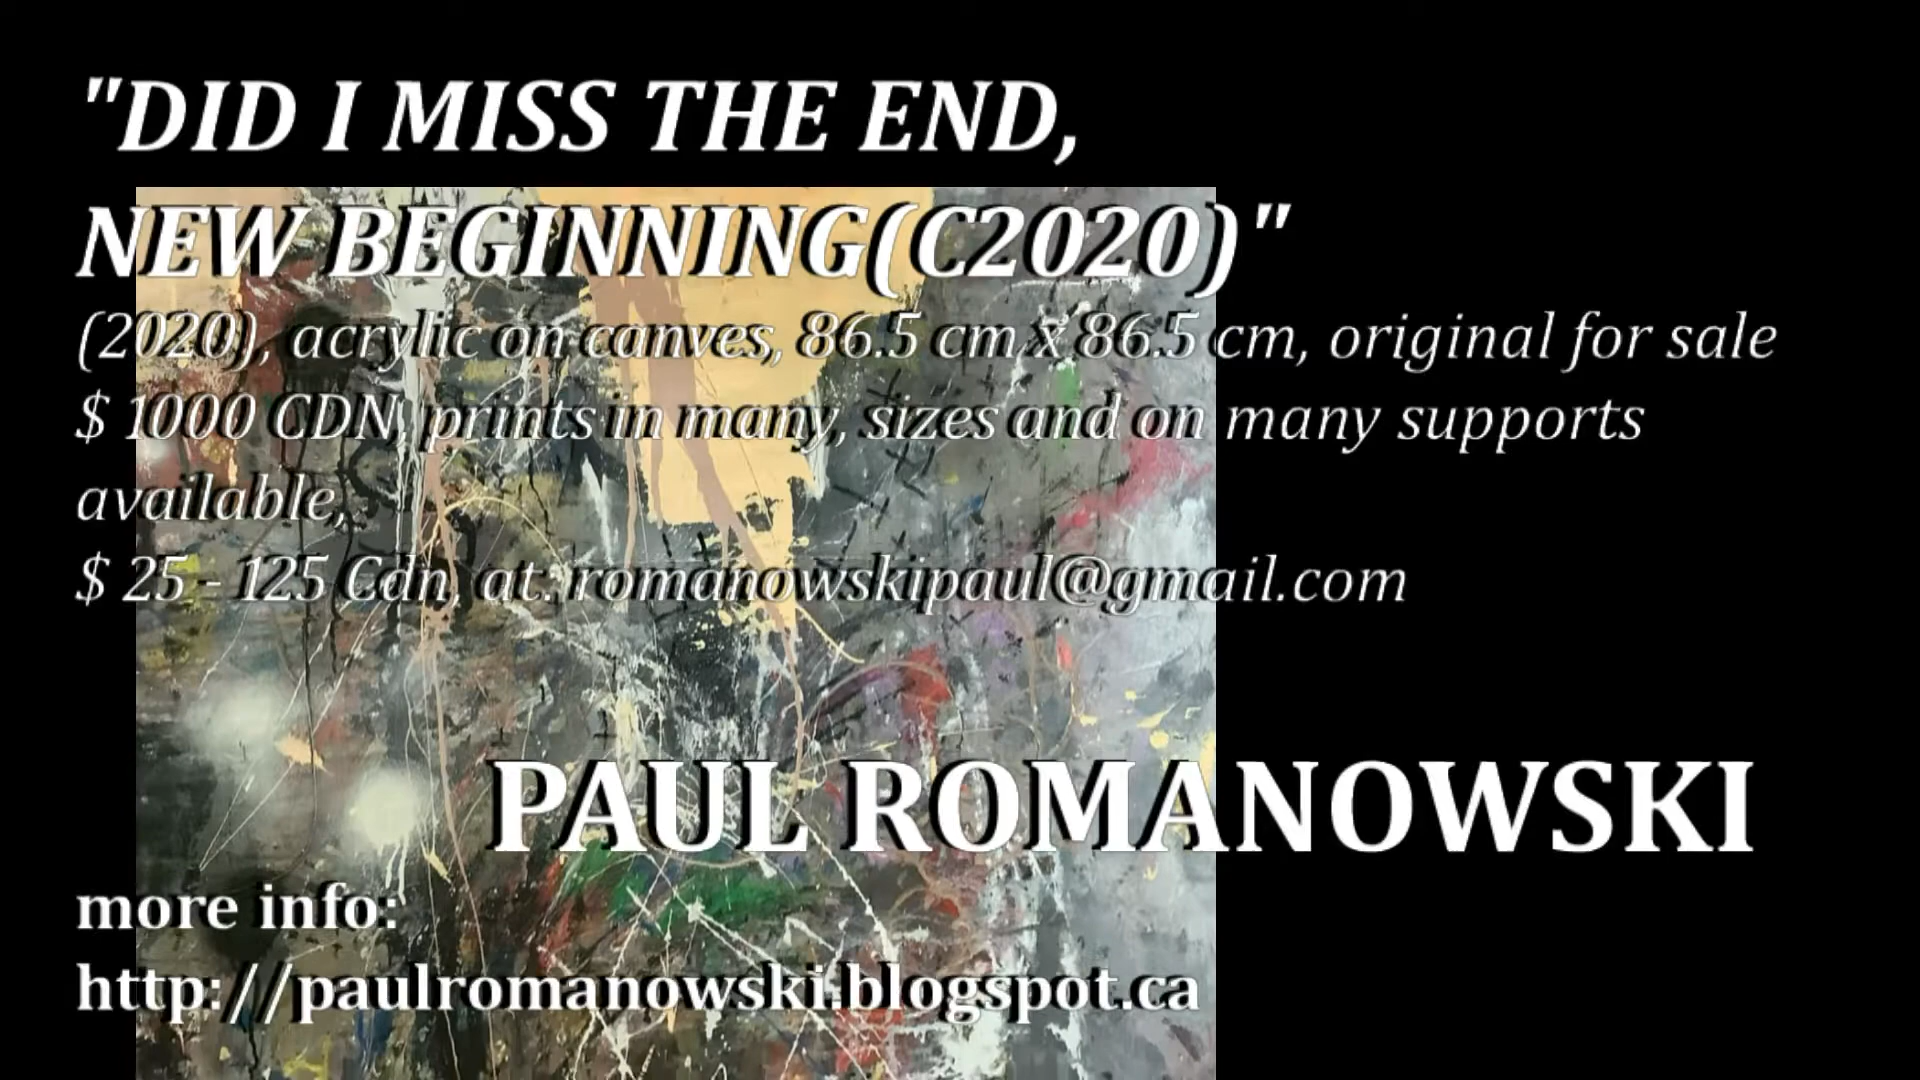 "DID I MISS THE END,
NEW BEGINNING(C2020)"
(2020), acrylic on canves, 86.5 cm x 86.5 cm, original for sale
$ 1000 CDN, prints in many, sizes and on many supports
available,
$ 25 - 125 Cdn, at: romanowskipaul@gmail.com
PAUL ROMANOWSKI
more info:
http://paulromanowski.blogspot.ca